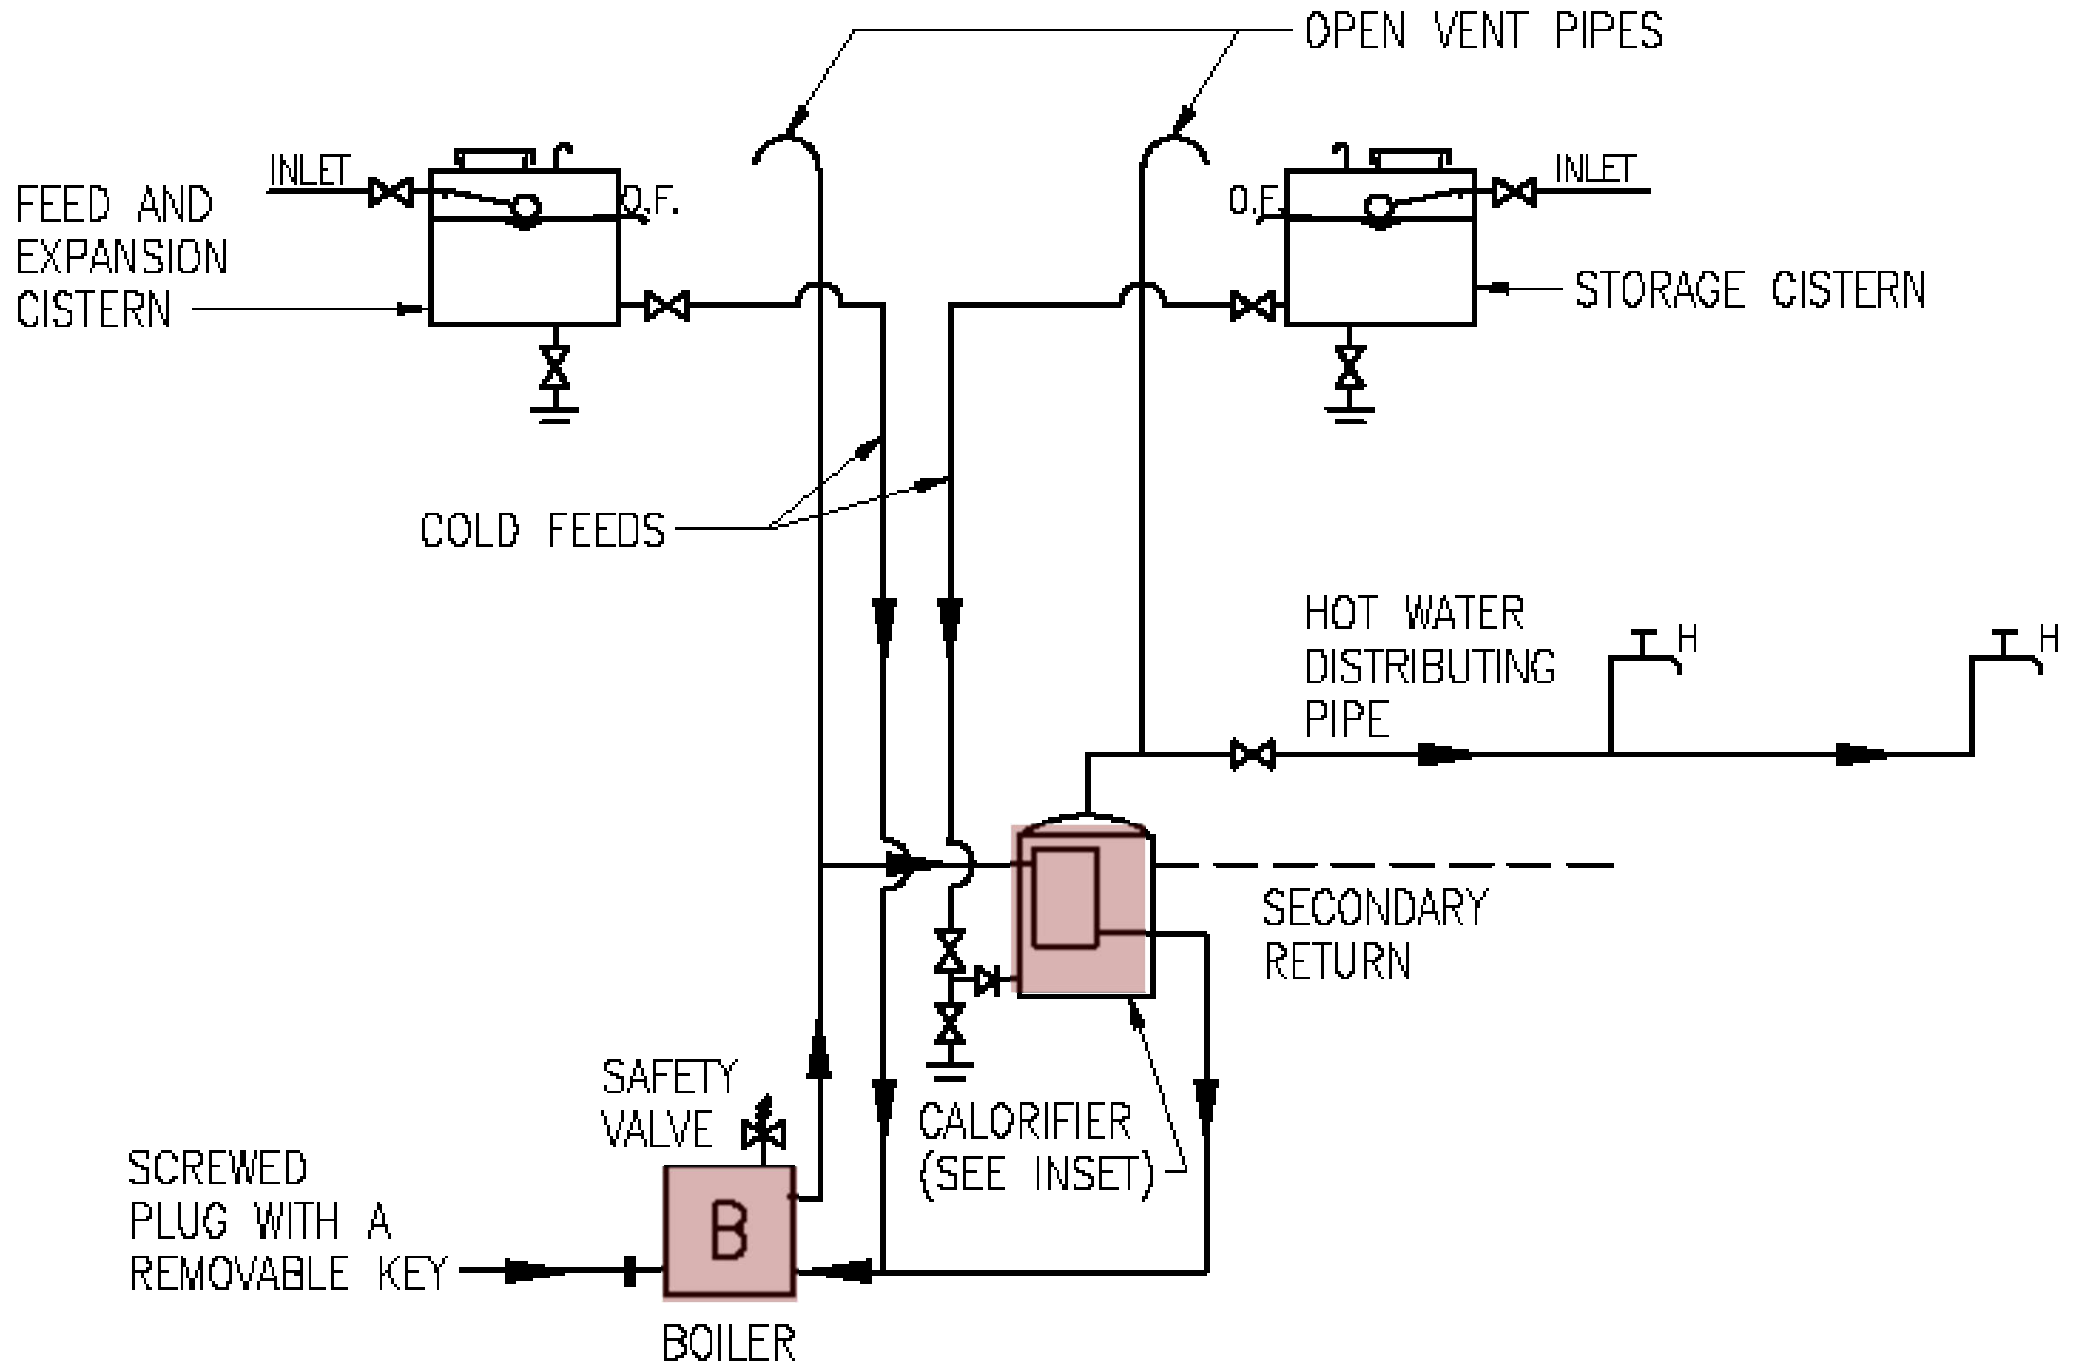 OPEN VENT PIPES
INLET
O.F.
FEED AND
EXPANSION
CISTERN
INLET
O.F.
STORAGE CISTERN
COLD FEEDS
HOT WATER
DISTRIBUTING
PIPE
H
H
SECONDARY
RETURN
SAFETY
VALVE
CALORIFIER
(SEE INSET)
SCREWED
PLUG WITH A
REMOVABLE KEY
B
BOILER